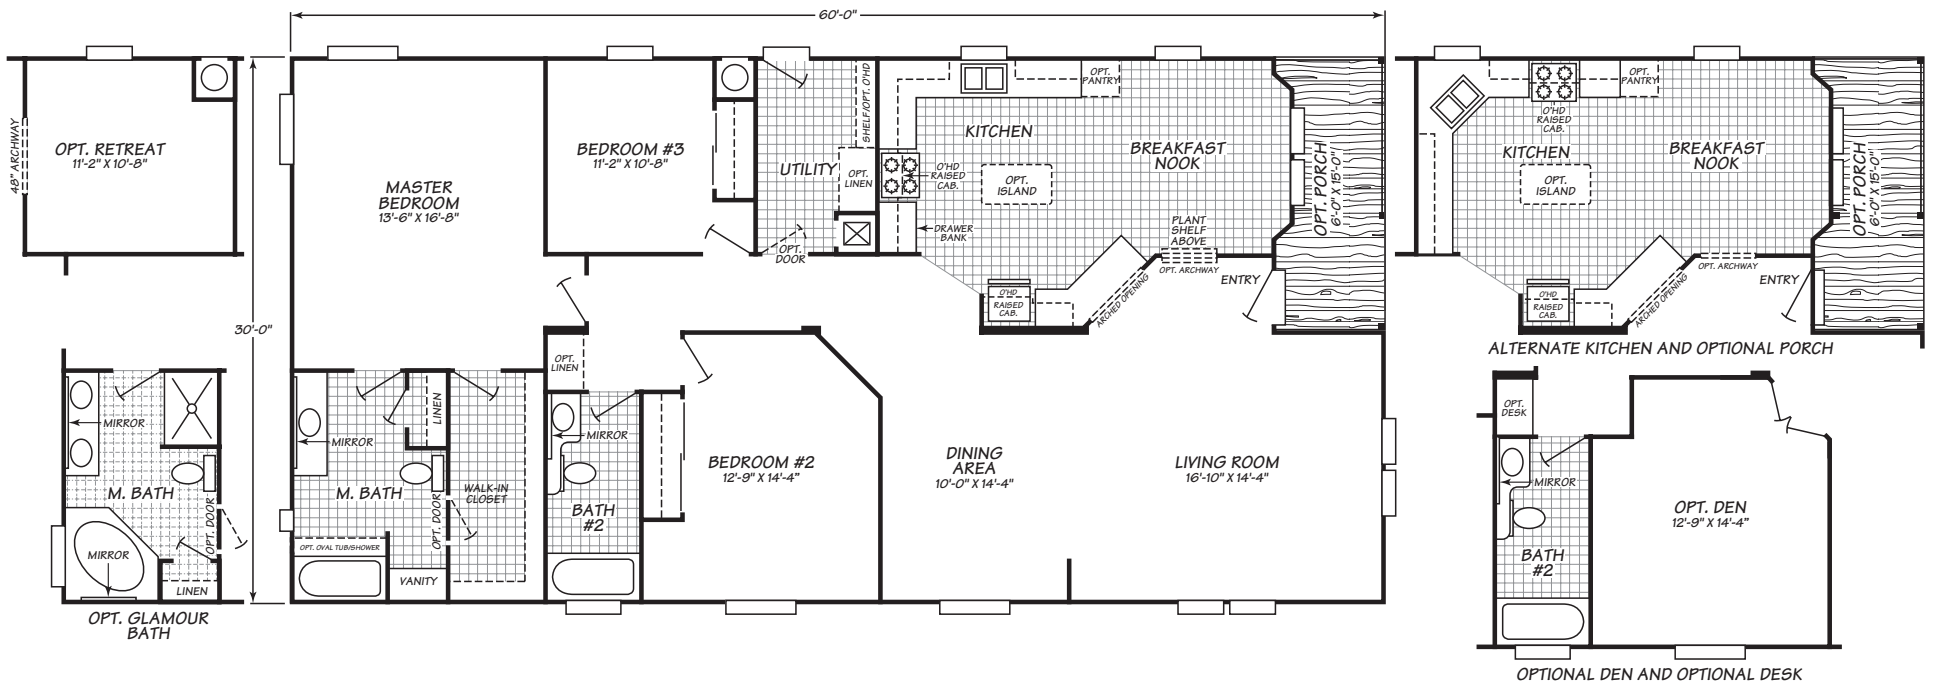 60'-0"
30'-0"
OPT. RETREAT
11'-2" X 10'-8"
48" ARCHWAY
MASTER
BEDROOM
13'-6" X 16'-8"
BEDROOM #3
11'-2" X 10'-8"
UTILITY
SHELF/OPT. O'HD
OPT.
LINEN
OPT.
DOOR
KITCHEN
OPT.
PANTRY
O'HD
RAISED
CAB.
OPT.
ISLAND
DRAWER
BANK
BREAKFAST
NOOK
PLANT
SHELF
ABOVE
OPT. ARCHWAY
ARCHED OPENING
O'HD
RAISED
CAB.
ENTRY
OPT. PORCH
6'-0" X 15'-0"
OPT.
PANTRY
O'HD
RAISED
CAB.
KITCHEN
OPT.
ISLAND
BREAKFAST
NOOK
OPT. PORCH
6'-0" X 15'-0"
OPT. ARCHWAY
ARCHED OPENING
O'HD
RAISED
CAB.
ENTRY
ALTERNATE KITCHEN AND OPTIONAL PORCH
MIRROR
M. BATH
OPT. DOOR
MIRROR
LINEN
OPT. GLAMOUR
BATH
MIRROR
LINEN
M. BATH
OPT. DOOR
OPT. OVAL TUB/SHOWER
VANITY
WALK-IN
CLOSET
OPT.
LINEN
MIRROR
BATH
#2
BEDROOM #2
12'-9" X 14'-4"
DINING
AREA
10'-0" X 14'-4"
LIVING ROOM
16'-10" X 14'-4"
OPT.
DESK
MIRROR
BATH
#2
OPT. DEN
12'-9" X 14'-4"
OPTIONAL DEN AND OPTIONAL DESK